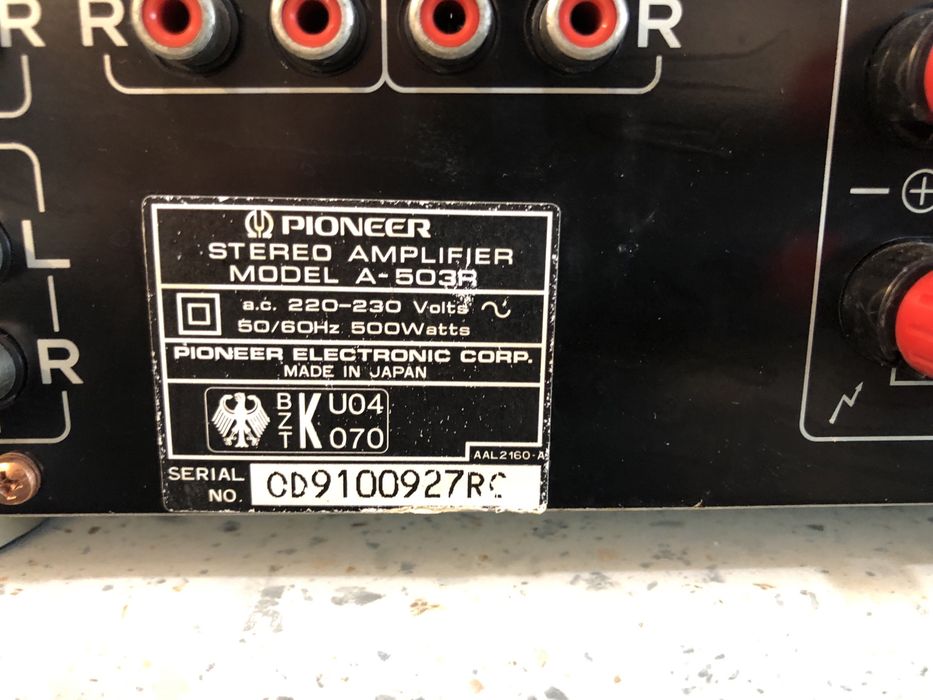 R R R
L
R
PIONEER
STEREO AMPLIFIER
MODEL A-503R
a.c. 220-230 Volts ~
50/60Hz 500Watts
PIONEER ELECTRONIC CORP.
MADE IN JAPAN
BZT K U04
070
AAL2160-A
SERIAL
NO. CD9100927RC